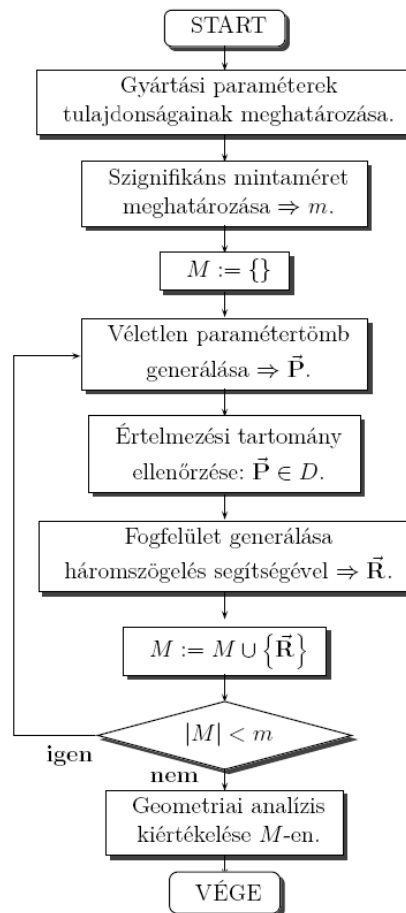 START
Gyártási paraméterek
tulajdonságainak meghatározása.
Szignifikáns mintaméret
meghatározása ⇒ m.
M := {}
Véletlen paramétertömb
generálása ⇒ P⃗.
Értelmezési tartomány
ellenőrzése: P⃗ ∈ D.
Fogfelület generálása
háromszögelés segítségével ⇒ R⃗.
M := M ∪ {R⃗}
|M| < m
igen
nem
Geometriai analízis
kiértékelése M-en.
VÉGE